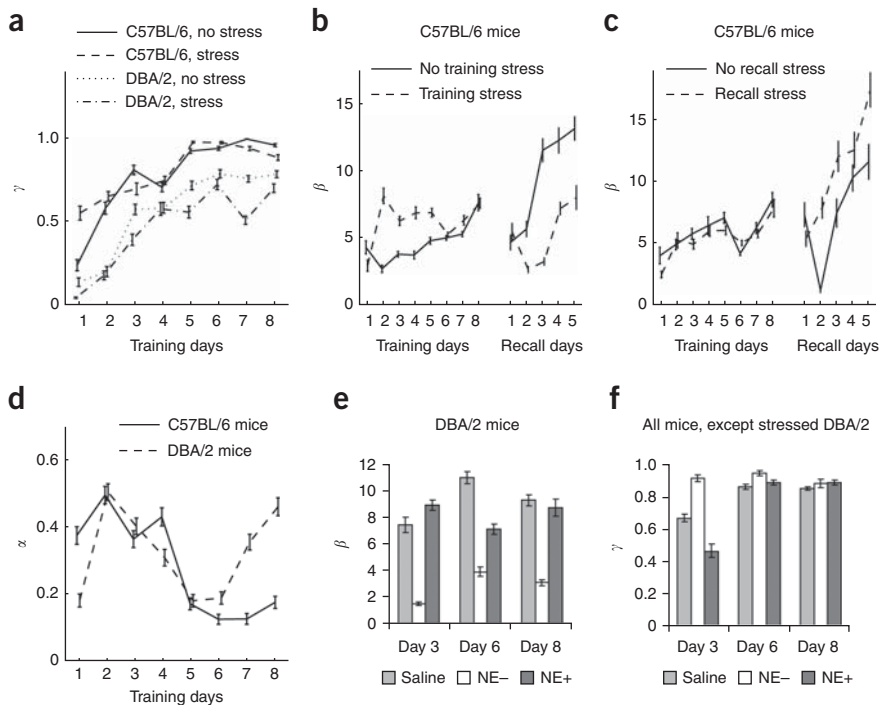 a
C57BL/6, no stress
C57BL/6, stress
DBA/2, no stress
DBA/2, stress
1.0
0.5
0
γ
1 2 3 4 5 6 7 8
Training days
b
C57BL/6 mice
No training stress
Training stress
15
10
5
0
β
1 2 3 4 5 6 7 8 1 2 3 4 5
Training days Recall days
c
C57BL/6 mice
No recall stress
Recall stress
15
10
5
0
β
1 2 3 4 5 6 7 8 1 2 3 4 5
Training days Recall days
d
C57BL/6 mice
DBA/2 mice
0.6
0.4
0.2
0
α
1 2 3 4 5 6 7 8
Training days
e
DBA/2 mice
12
10
8
6
4
2
0
β
Day 3 Day 6 Day 8
Saline NE– NE+
f
All mice, except stressed DBA/2
1.0
0.8
0.6
0.4
0.2
0
γ
Day 3 Day 6 Day 8
Saline NE– NE+